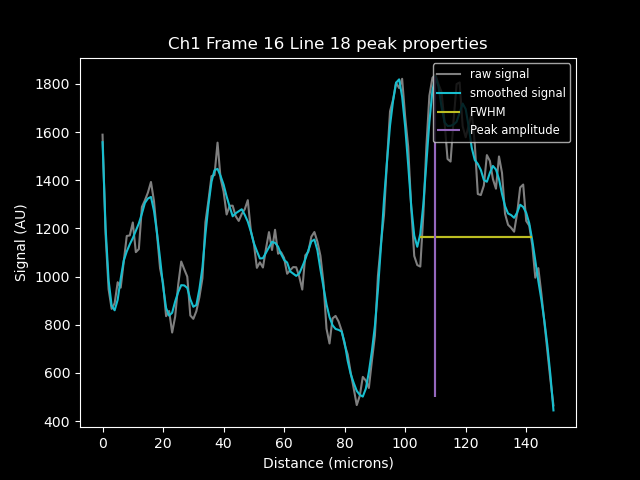 Ch1 Frame 16 Line 18 peak properties
raw signal
smoothed signal
FWHM
Peak amplitude
Signal (AU)
1800
1600
1400
1200
1000
800
600
400
0 20 40 60 80 100 120 140
Distance (microns)